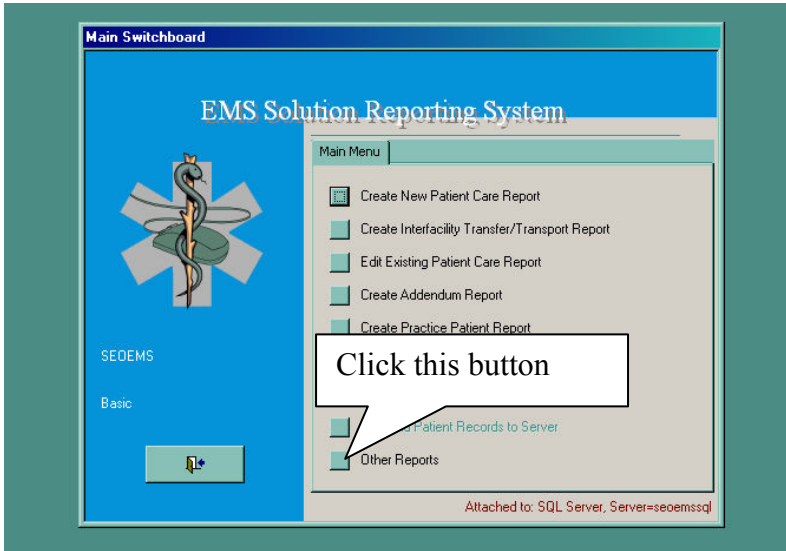 Main Switchboard
EMS Solution Reporting System
Main Menu
Create New Patient Care Report
Create Interfacility Transfer/Transport Report
Edit Existing Patient Care Report
Create Addendum Report
Create Practice Patient Report
Click this button
SEOEMS
Basic
Patient Records to Server
Other Reports
Attached to: SQL Server, Server=seoemssql